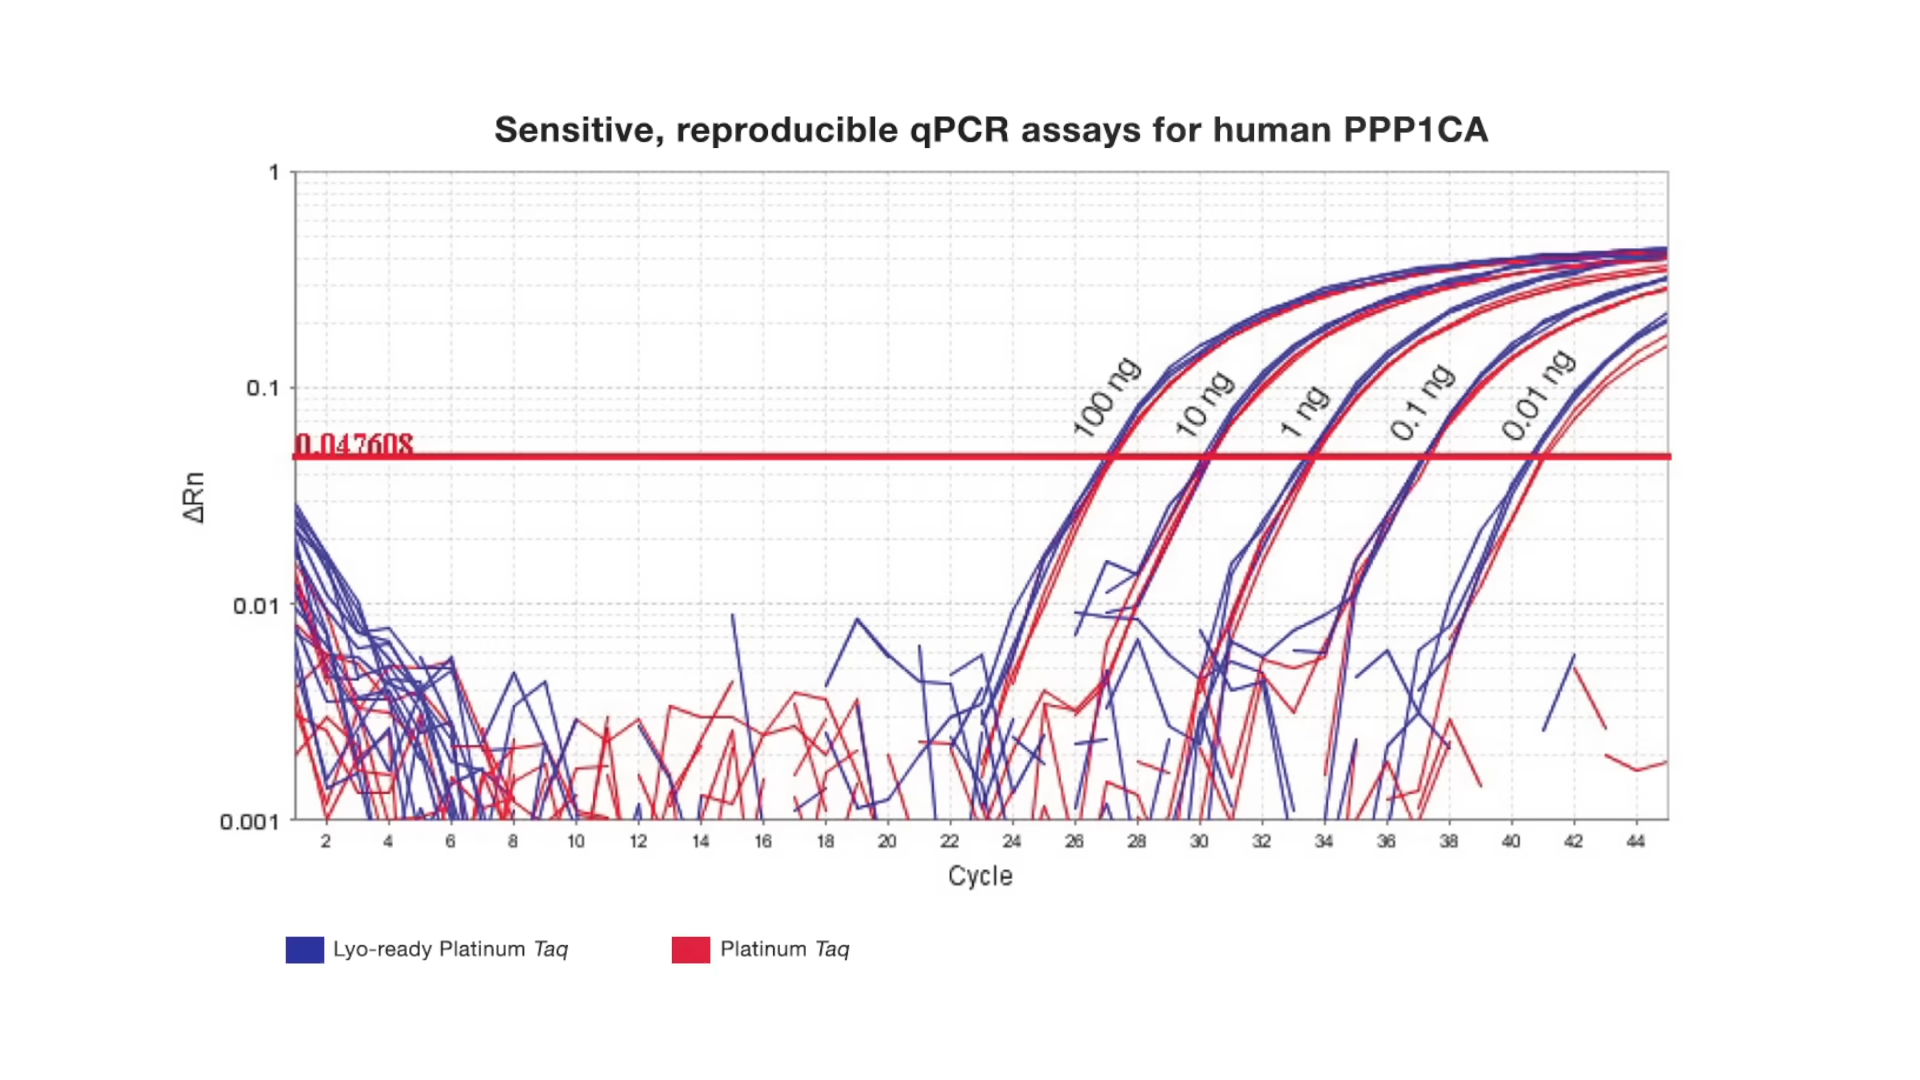 Sensitive, reproducible qPCR assays for human PPP1CA
1
0.1
0.01
0.001
ΔRn
0.047608
100 ng
10 ng
1 ng
0.1 ng
0.01 ng
2 4 6 8 10 12 14 16 18 20 22 24 26 28 30 32 34 36 38 40 42 44
Cycle
Lyo-ready Platinum Taq
Platinum Taq